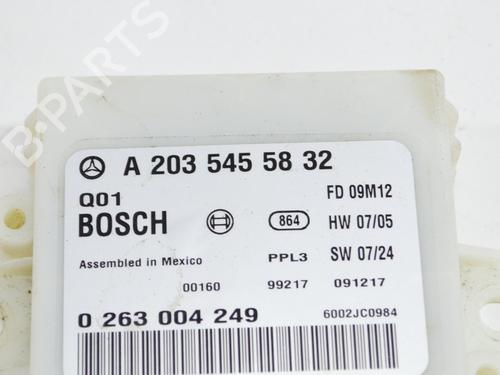 A 203 545 58 32
Q01 FD 09M12
BOSCH 864 HW 07/05
Assembled in Mexico PPL3 SW 07/24
00160 99217 091217
0 263 004 249 6002JC0984
B-PARTS